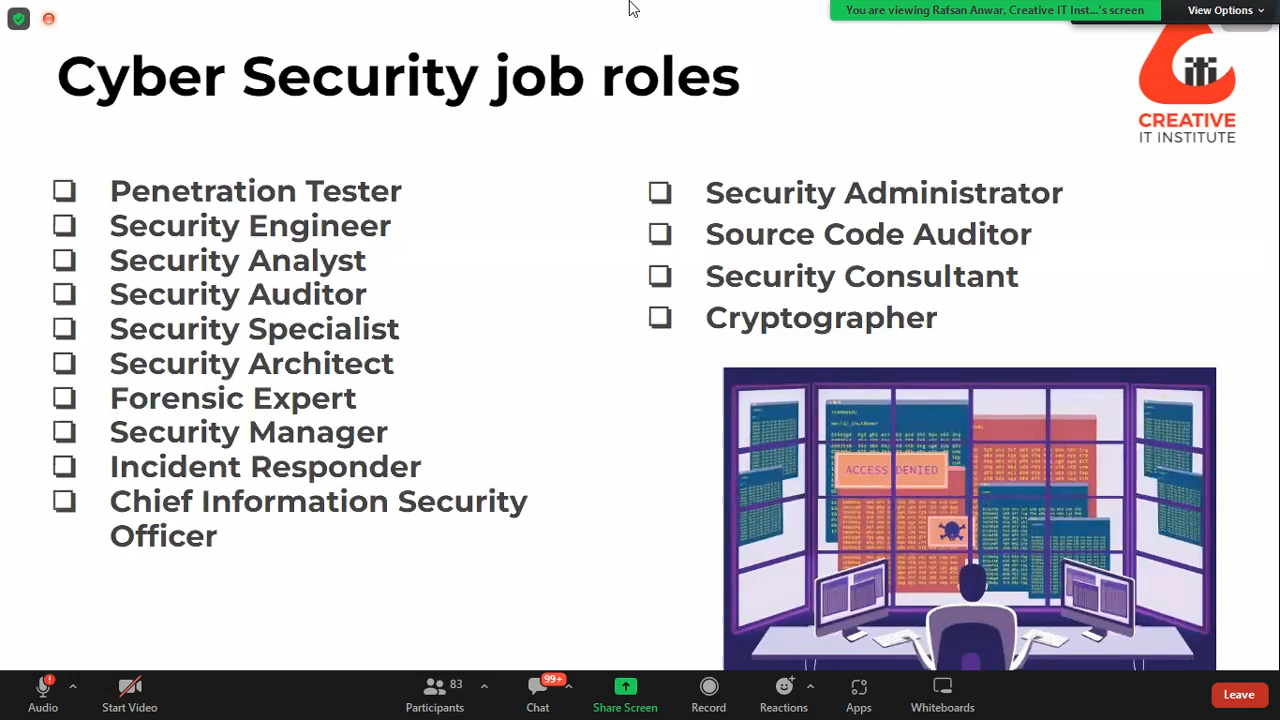 You are viewing Rafsan Anwar, Creative IT Inst...'s screen
View Options
Cyber Security job roles
iti
CREATIVE
IT INSTITUTE
Penetration Tester
Security Engineer
Security Analyst
Security Auditor
Security Specialist
Security Architect
Forensic Expert
Security Manager
Incident Responder
Chief Information Security
Officer
Security Administrator
Source Code Auditor
Security Consultant
Cryptographer
ACCESS DENIED
83
99+
Audio
Start Video
Participants
Chat
Share Screen
Record
Reactions
Apps
Whiteboards
Leave